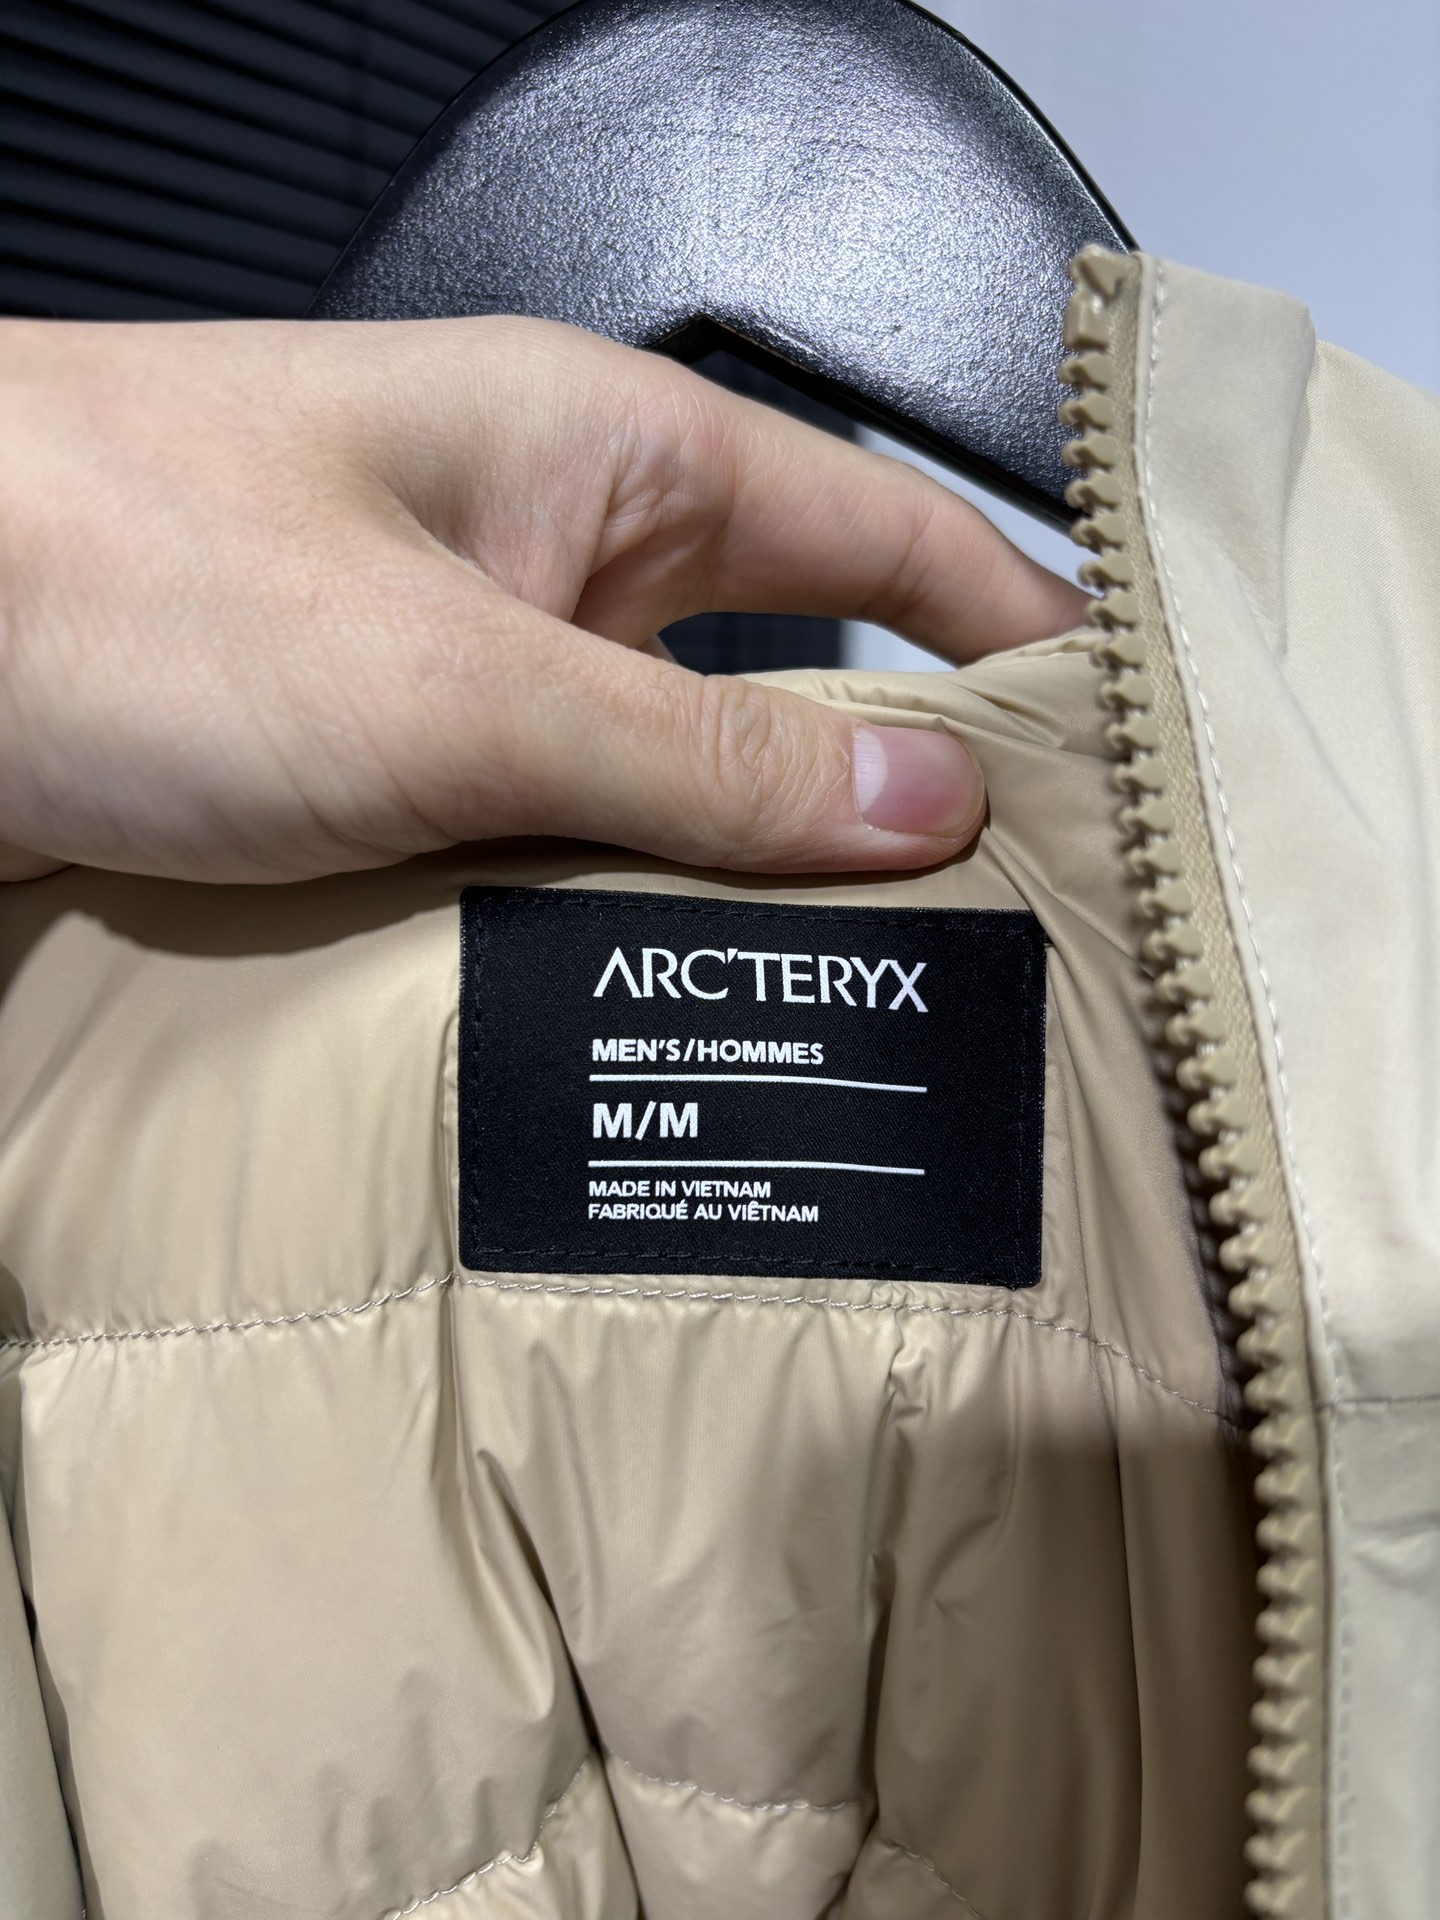 ARC'TERYX
MEN'S/HOMMES
M/M
MADE IN VIETNAM
FABRIQUÉ AU VIÊTNAM